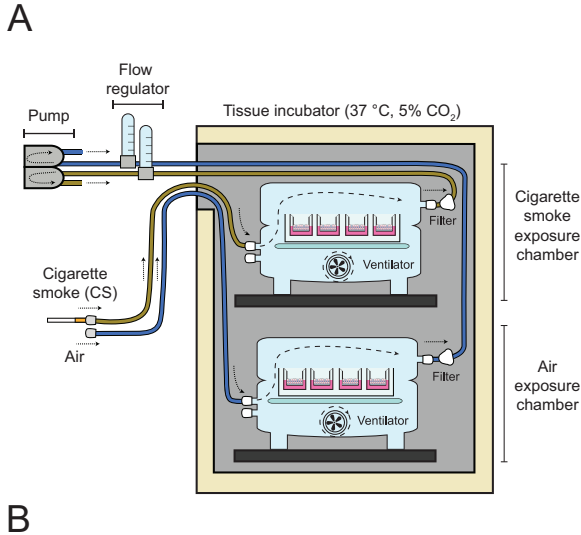 A
Flow
regulator
Pump
Tissue incubator (37 °C, 5% CO₂)
Filter
Ventilator
Cigarette
smoke
exposure
chamber
Cigarette
smoke (CS)
Air
Filter
Ventilator
Air
exposure
chamber
B